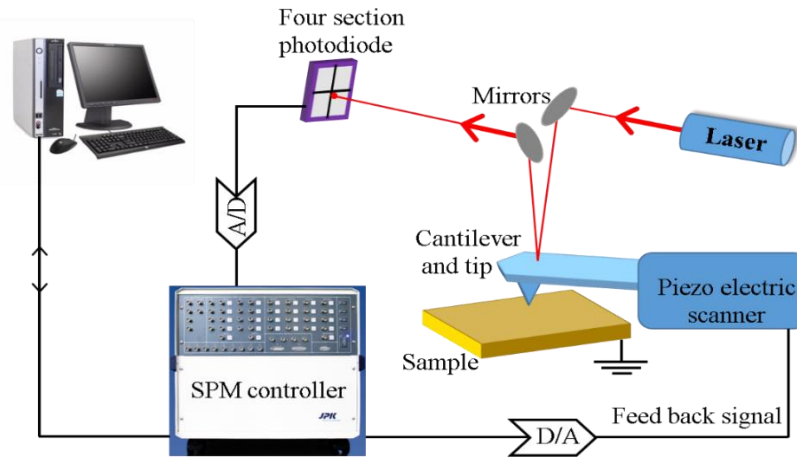 Four section
photodiode
Mirrors
Laser
A/D
Cantilever
and tip
Piezo electric
scanner
Sample
SPM controller
JPK
Feed back signal
D/A